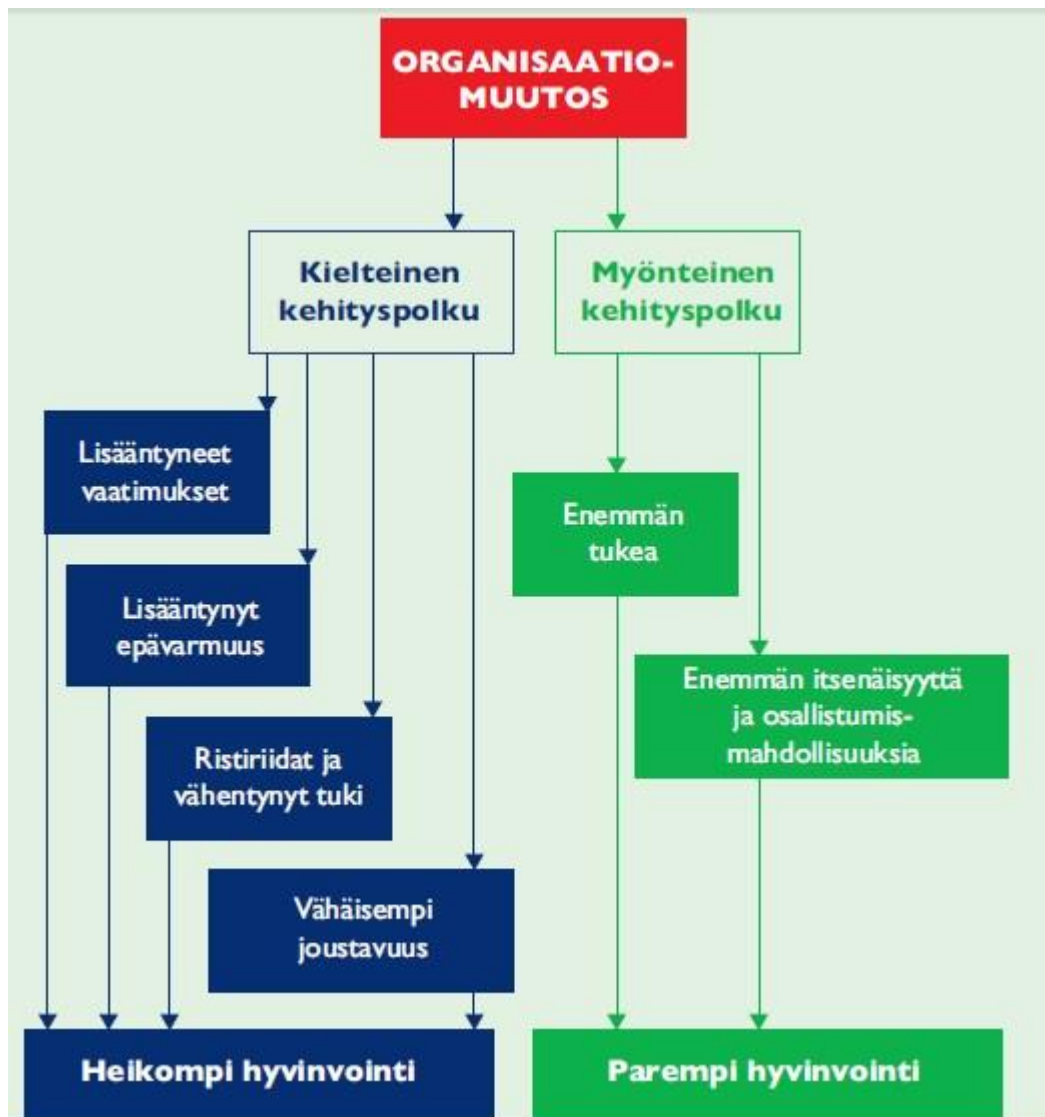 ORGANISAATIO-
MUUTOS
Kielteinen
kehityspolku
Myönteinen
kehityspolku
Lisääntyneet
vaatimukset
Enemmän
tukea
Lisääntynyt
epävarmuus
Enemmän itsenäisyyttä
ja osallistumis-
mahdollisuuksia
Ristiriidat ja
vähentynyt tuki
Vähäisempi
joustavuus
Heikompi hyvinvointi
Parempi hyvinvointi